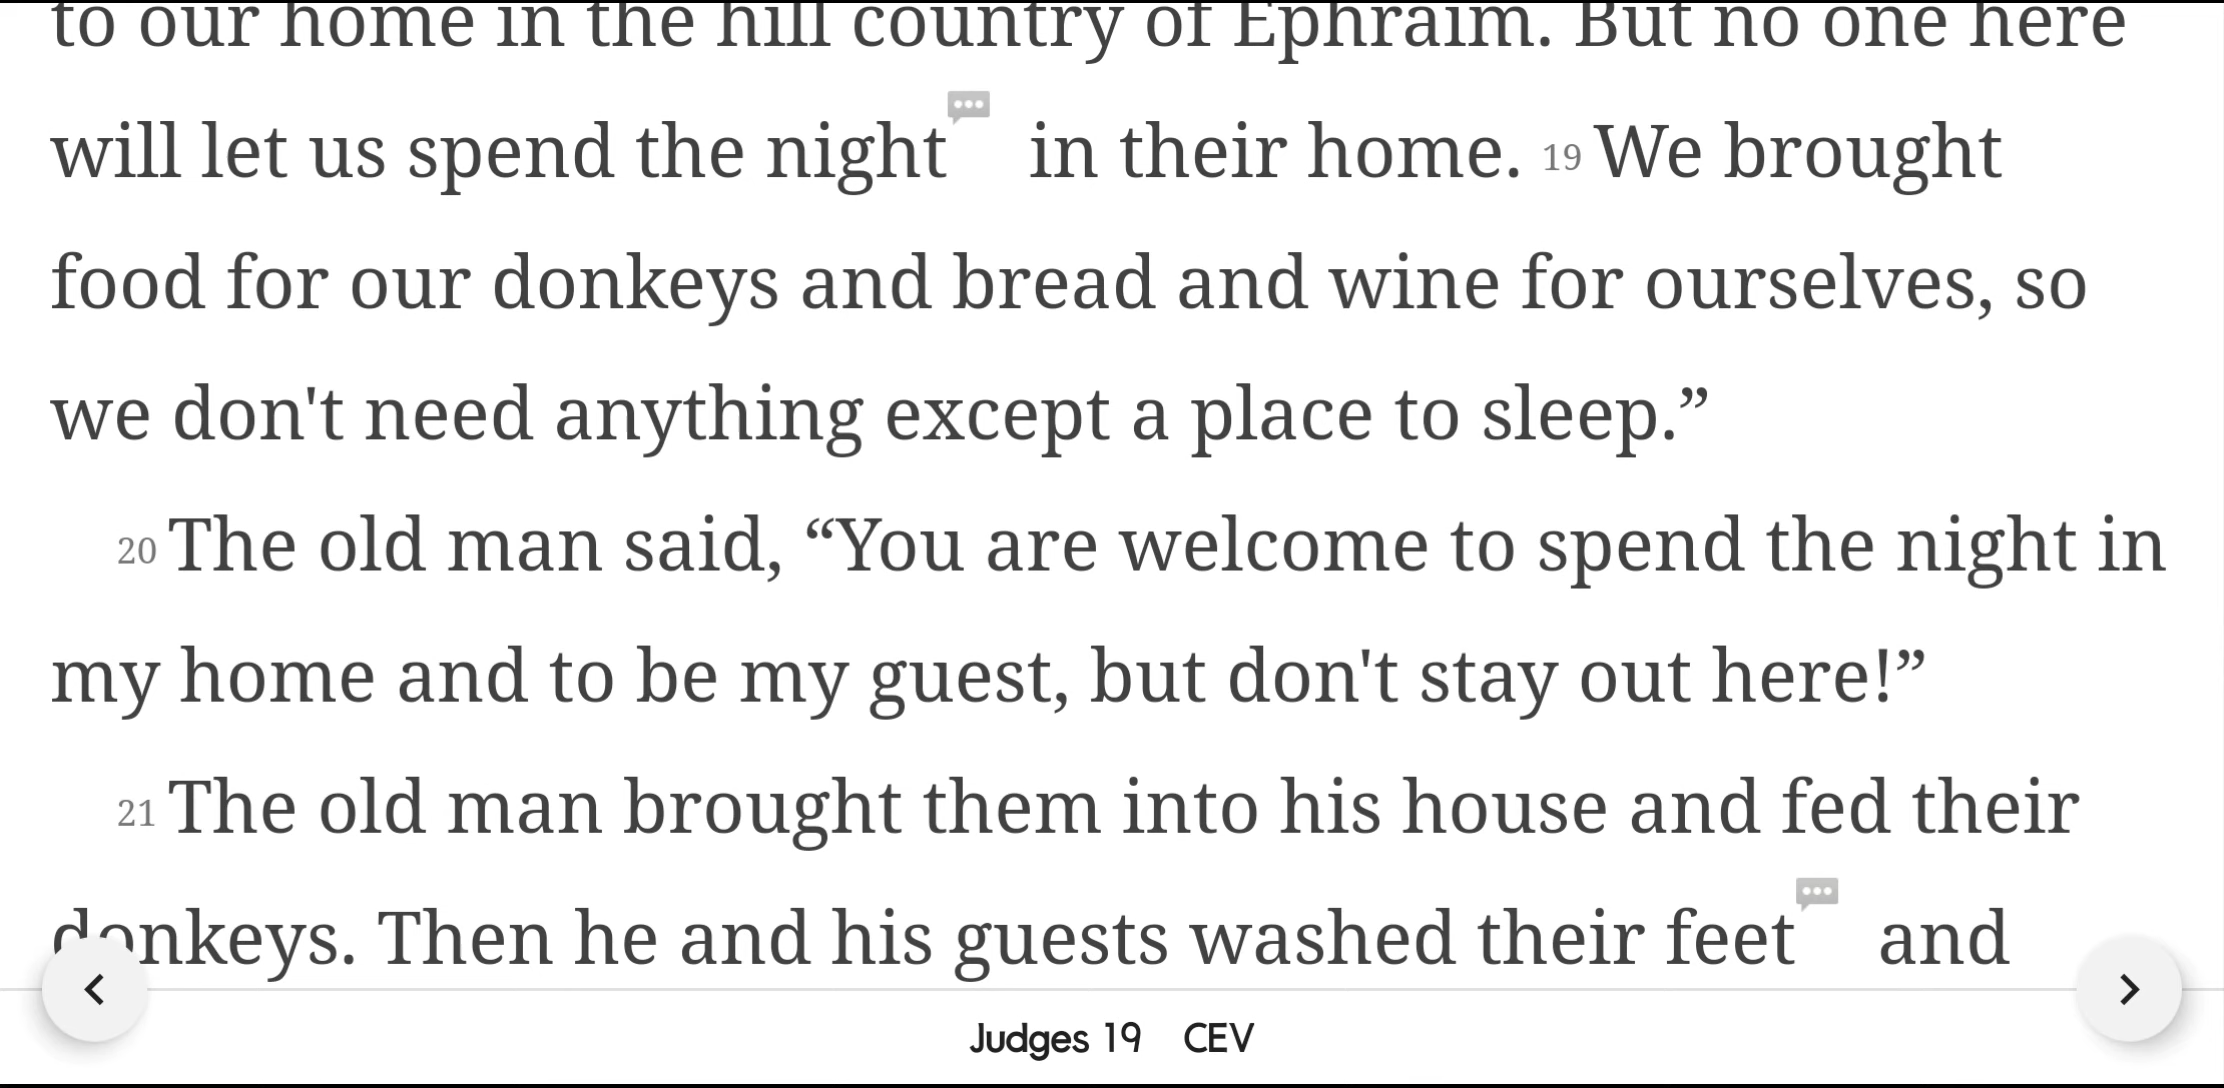 to our home in the hill country of Ephraim. But no one here
will let us spend the night in their home. 19 We brought
food for our donkeys and bread and wine for ourselves, so
we don't need anything except a place to sleep.”
20 The old man said, “You are welcome to spend the night in
my home and to be my guest, but don't stay out here!”
21 The old man brought them into his house and fed their
donkeys. Then he and his guests washed their feet and
Judges 19 CEV